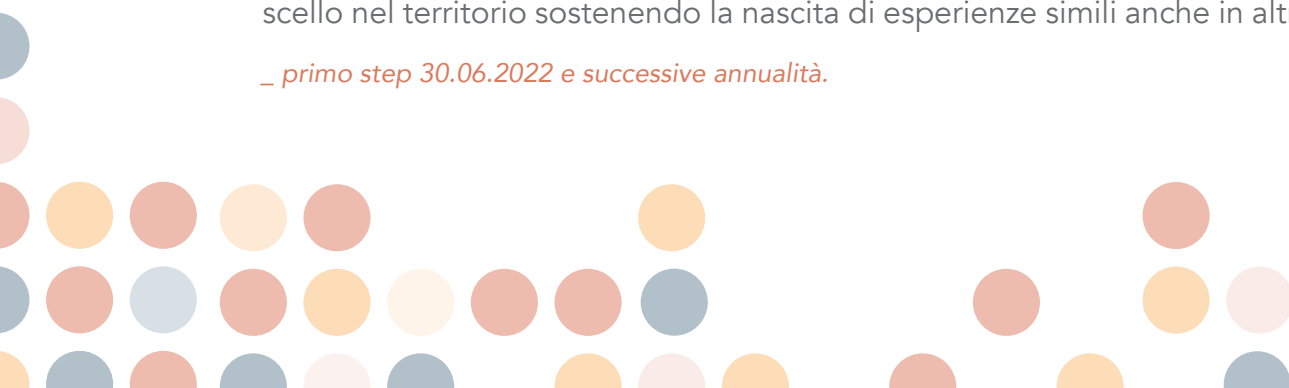 scello nel territorio sostenendo la nascita di esperienze simili anche in alt
_ primo step 30.06.2022 e successive annualità.